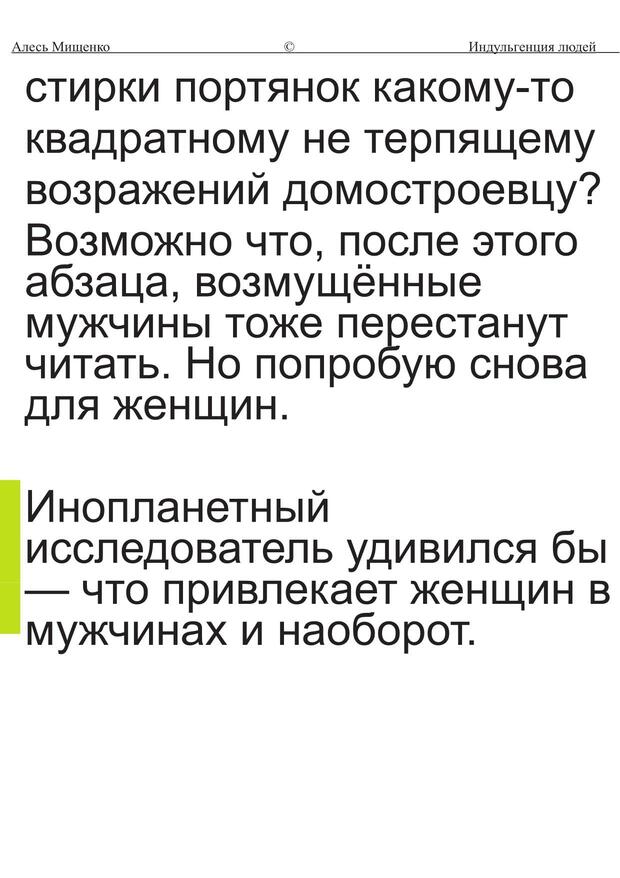 Алесь Мищенко © Индульгенция людей
стирки портянок какому-то
квадратному не терпящему
возражений домостроевцу?
Возможно что, после этого
абзаца, возмущённые
мужчины тоже перестанут
читать. Но попробую снова
для женщин.
Инопланетный
исследователь удивился бы
— что привлекает женщин в
мужчинах и наоборот.